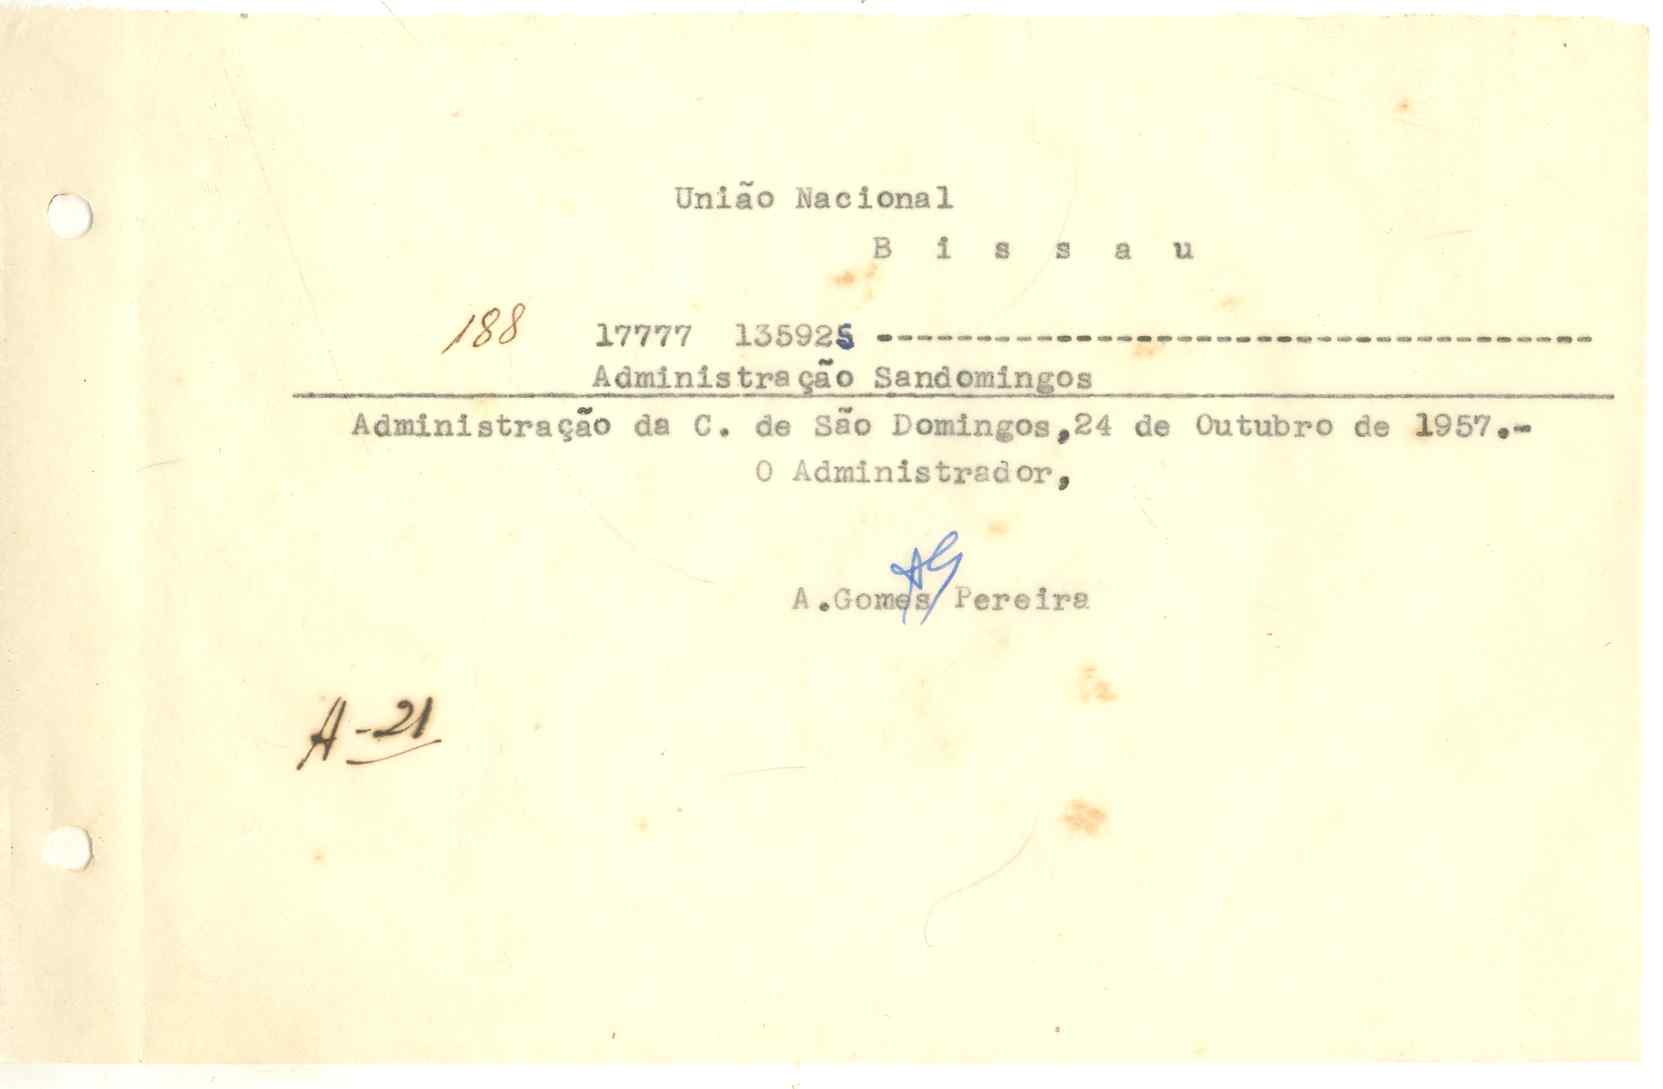 União Nacional
B i s s a u
188 17777 135925 -------------------------------------
Administração Sandomingos
Administração da C. de São Domingos,24 de Outubro de 1957.-
O Administrador,
AG
A.Gomes Pereira
A-21